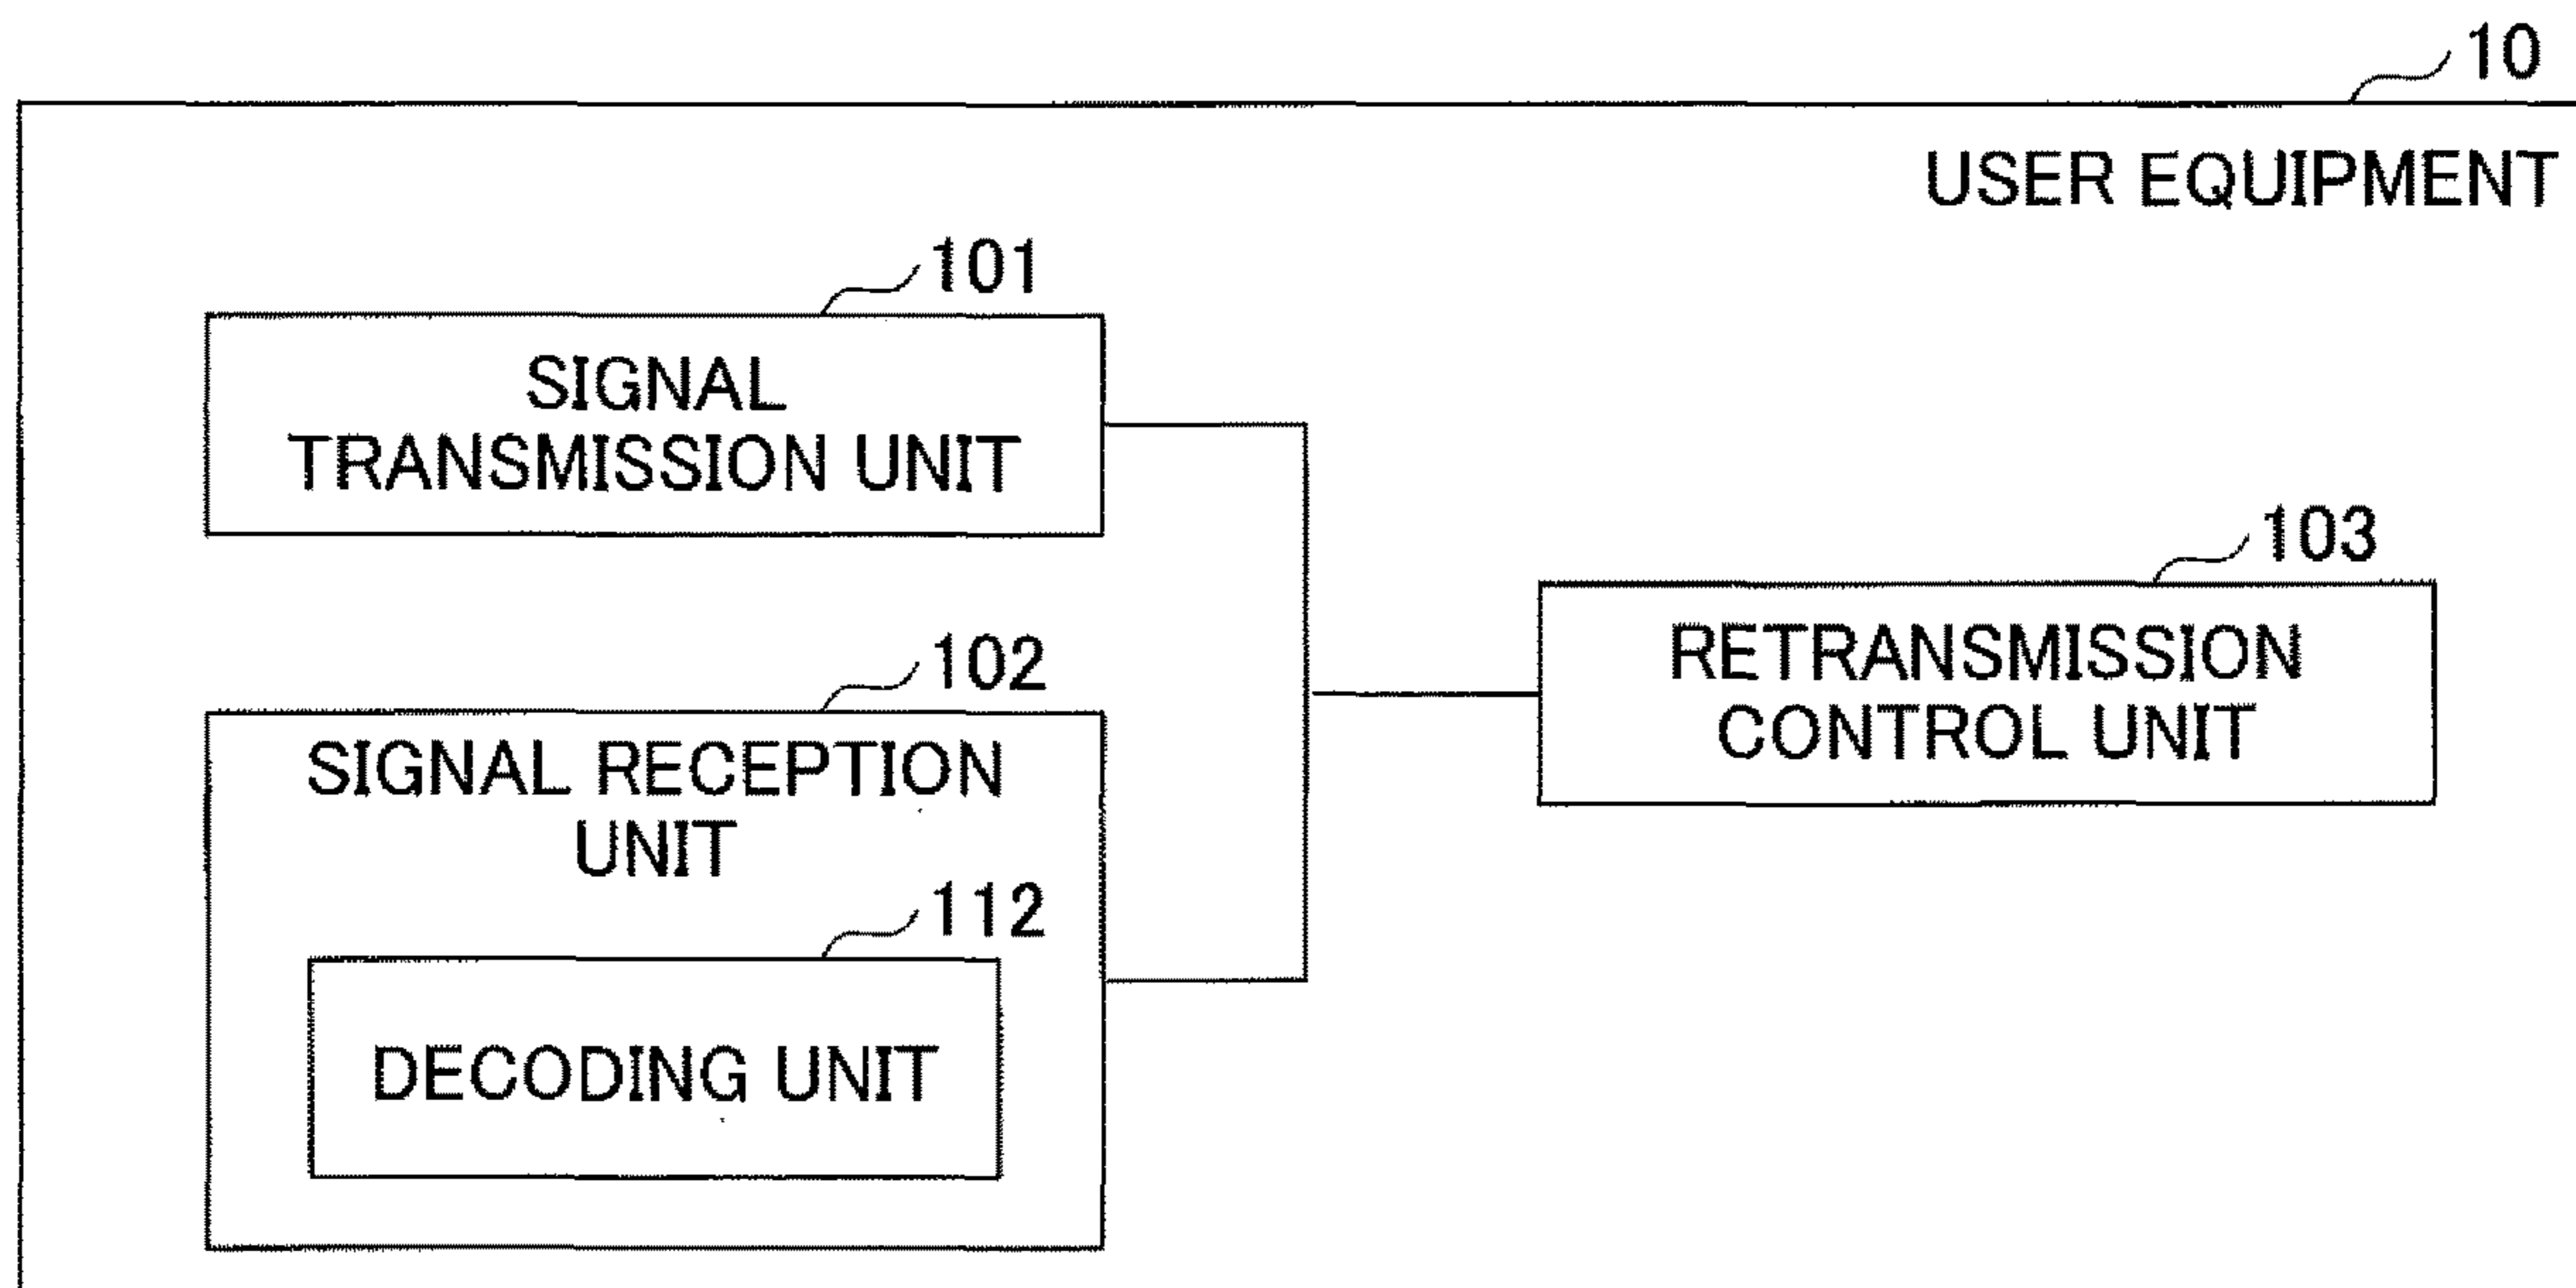 10
USER EQUIPMENT
101
SIGNAL
TRANSMISSION UNIT
103
RETRANSMISSION
CONTROL UNIT
102
SIGNAL RECEPTION
UNIT
112
DECODING UNIT